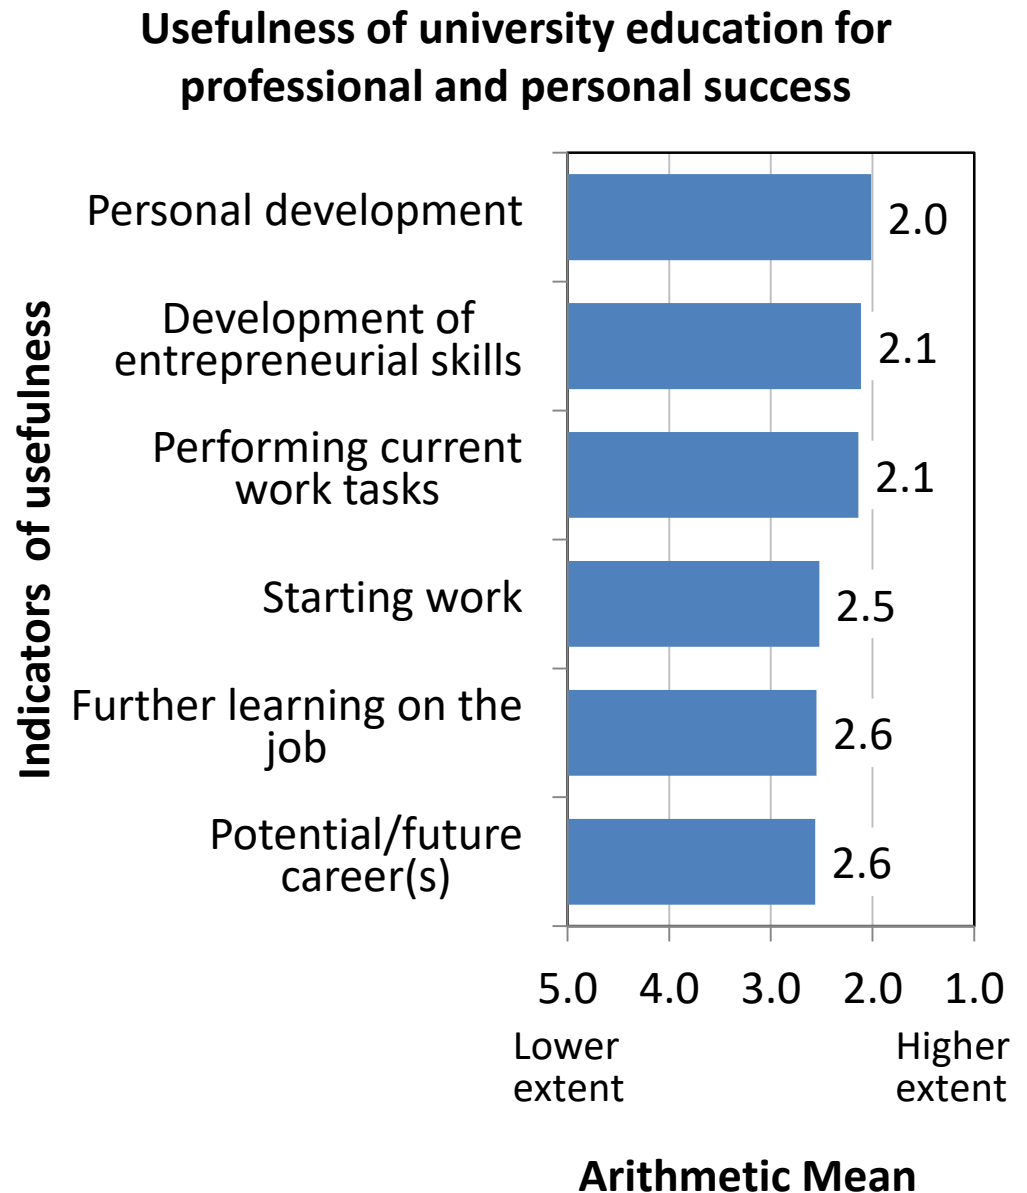 Usefulness of university education for
professional and personal success
Indicators of usefulness
Personal development
2.0
Development of
entrepreneurial skills
2.1
Performing current
work tasks
2.1
Starting work
2.5
Further learning on the
job
2.6
Potential/future
career(s)
2.6
5.0 4.0 3.0 2.0 1.0
Lower
extent
Higher
extent
Arithmetic Mean